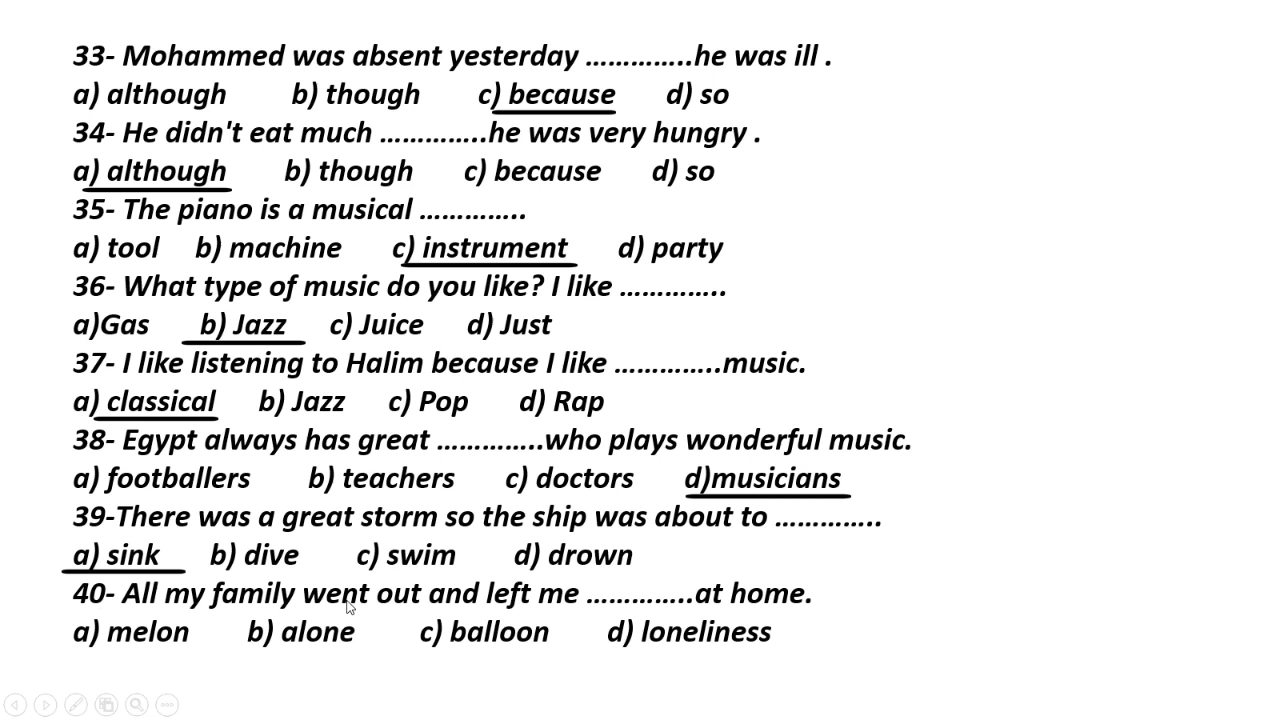 33- Mohammed was absent yesterday …………..he was ill .
a) although b) though c) because d) so
34- He didn't eat much …………..he was very hungry .
a) although b) though c) because d) so
35- The piano is a musical …………..
a) tool b) machine c) instrument d) party
36- What type of music do you like? I like …………..
a)Gas b) Jazz c) Juice d) Just
37- I like listening to Halim because I like …………..music.
a) classical b) Jazz c) Pop d) Rap
38- Egypt always has great …………..who plays wonderful music.
a) footballers b) teachers c) doctors d)musicians
39-There was a great storm so the ship was about to …………..
a) sink b) dive c) swim d) drown
40- All my family went out and left me …………..at home.
a) melon b) alone c) balloon d) loneliness